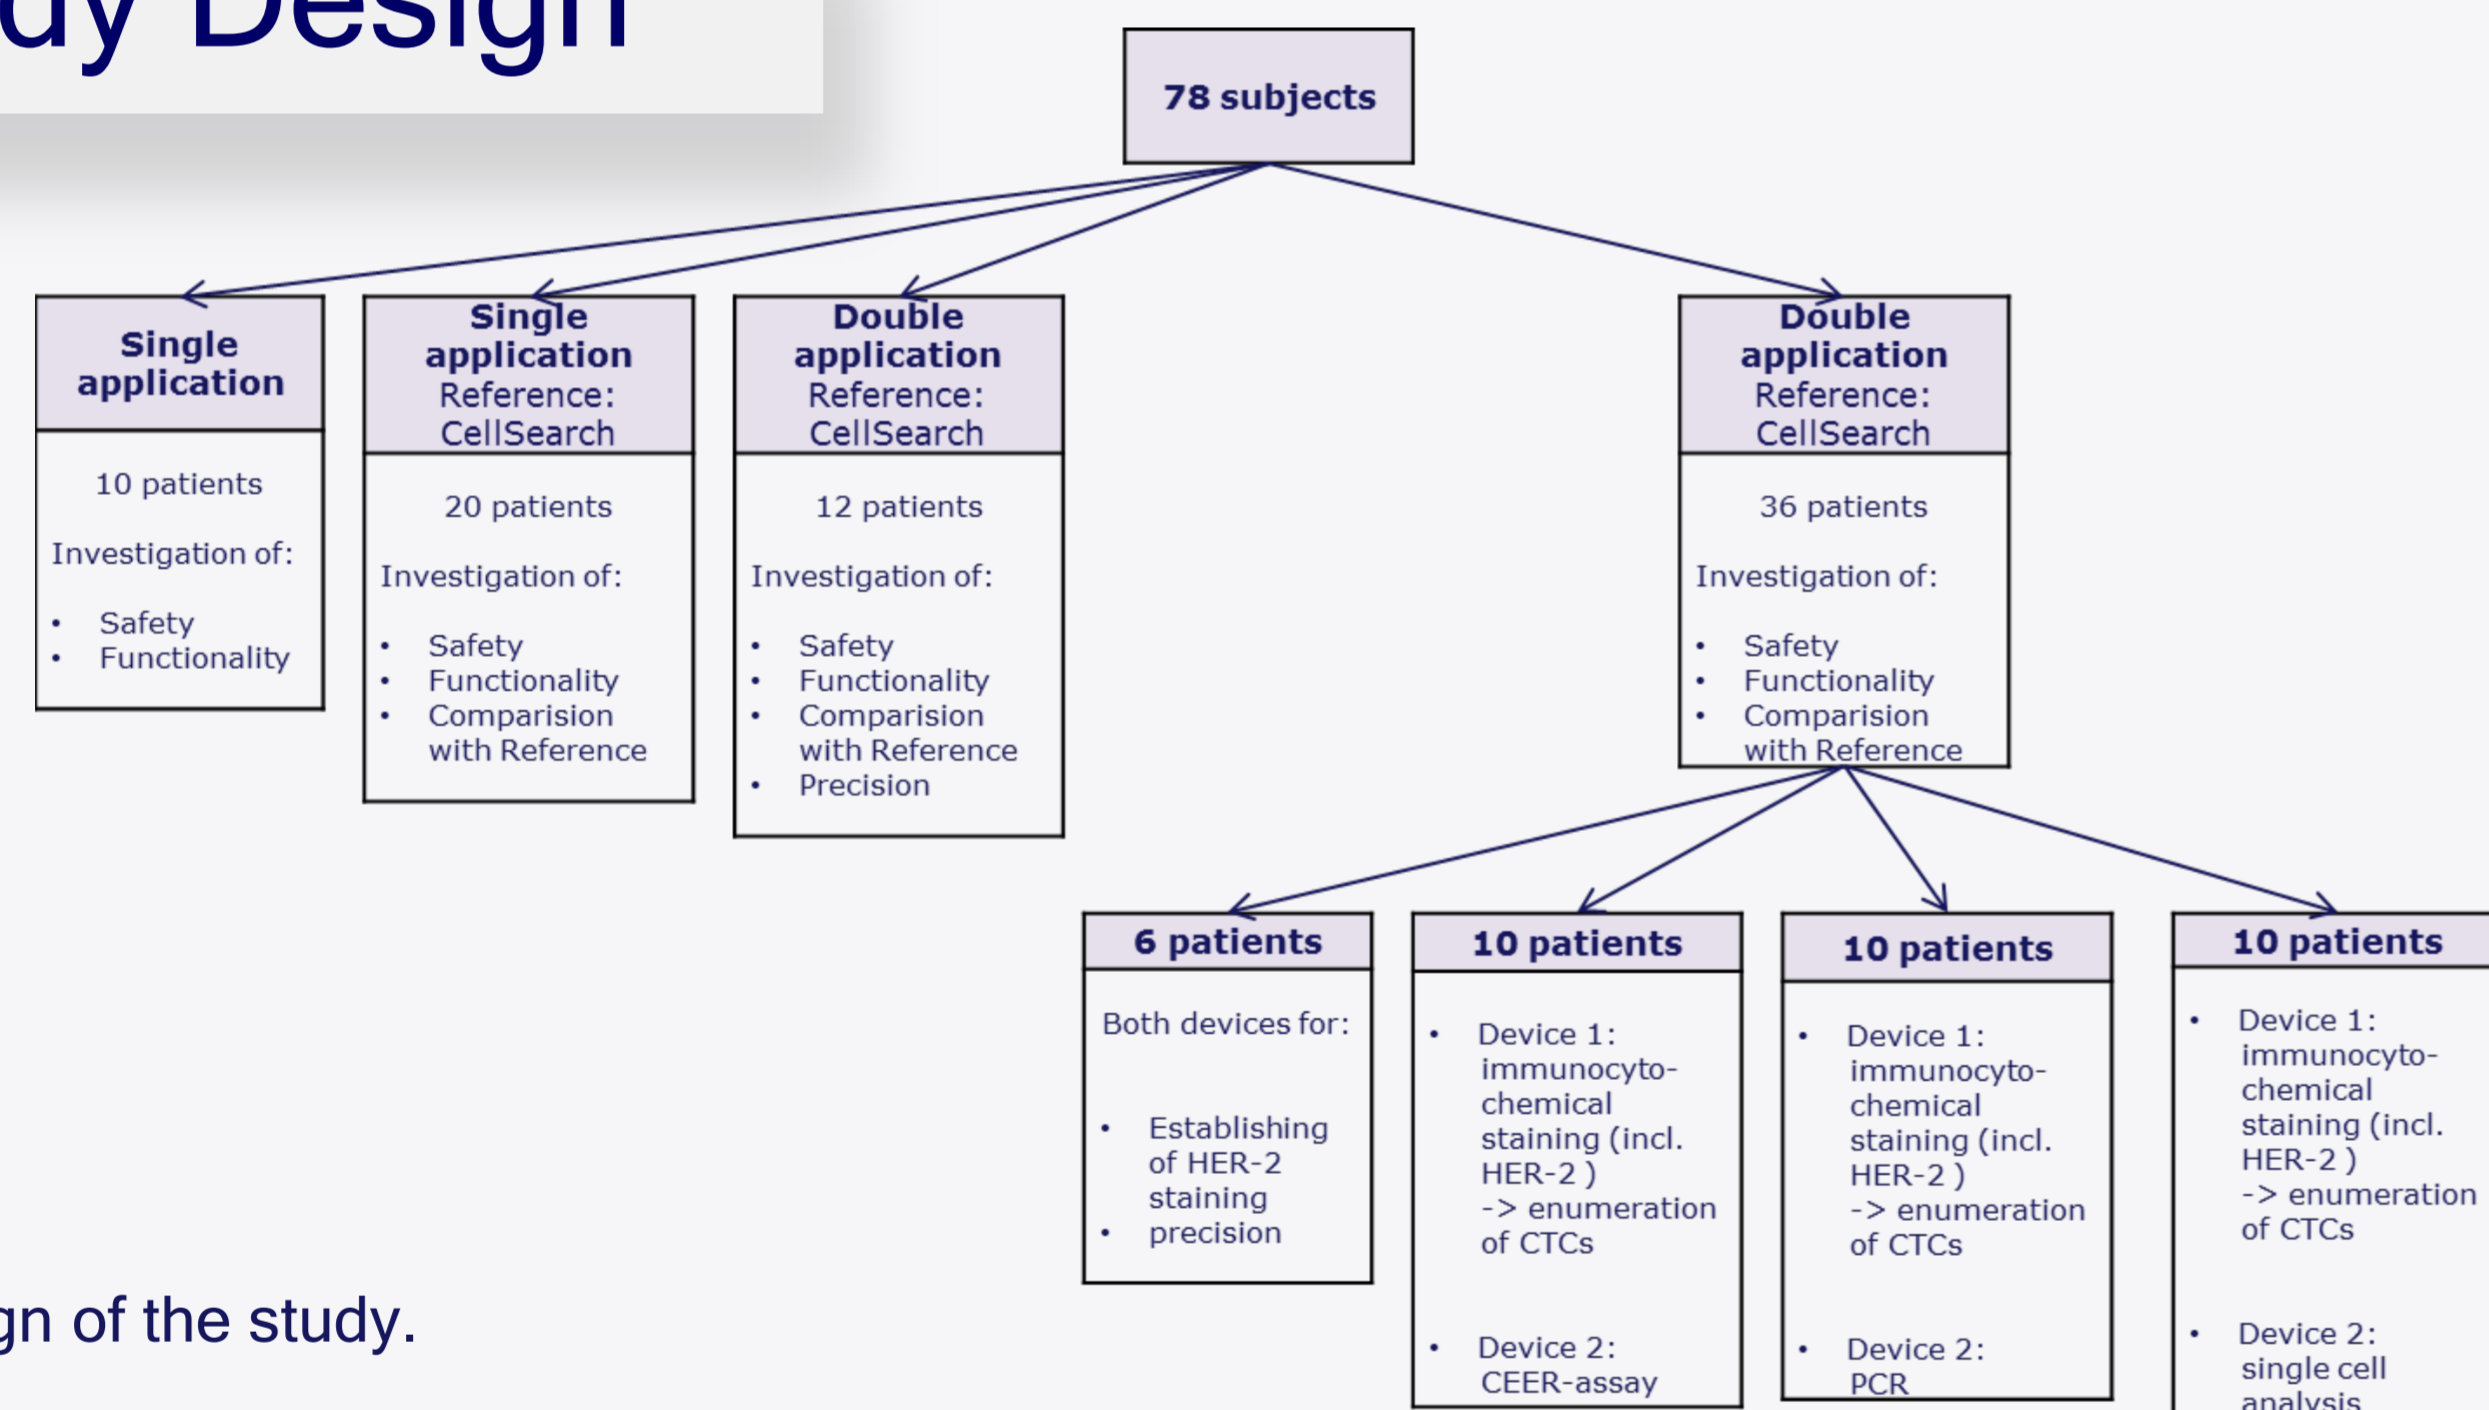 dy Design
78 subjects
Single
application
10 patients
Investigation of:
• Safety
• Functionality
Single
application
Reference:
CellSearch
20 patients
Investigation of:
• Safety
• Functionality
• Comparision
with Reference
Double
application
Reference:
CellSearch
12 patients
Investigation of:
• Safety
• Functionality
• Comparision
with Reference
• Precision
Double
application
Reference:
CellSearch
36 patients
Investigation of:
• Safety
• Functionality
• Comparision
with Reference
6 patients
Both devices for:
• Establishing
of HER-2
staining
• precision
10 patients
• Device 1:
immunocyto-
chemical
staining (incl.
HER-2 )
-> enumeration
of CTCs
• Device 2:
CEER-assay
10 patients
• Device 1:
immunocyto-
chemical
staining (incl.
HER-2 )
-> enumeration
of CTCs
• Device 2:
PCR
10 patients
• Device 1:
immunocyto-
chemical
staining (incl.
HER-2 )
-> enumeration
of CTCs
• Device 2:
single cell
analysis
gn of the study.